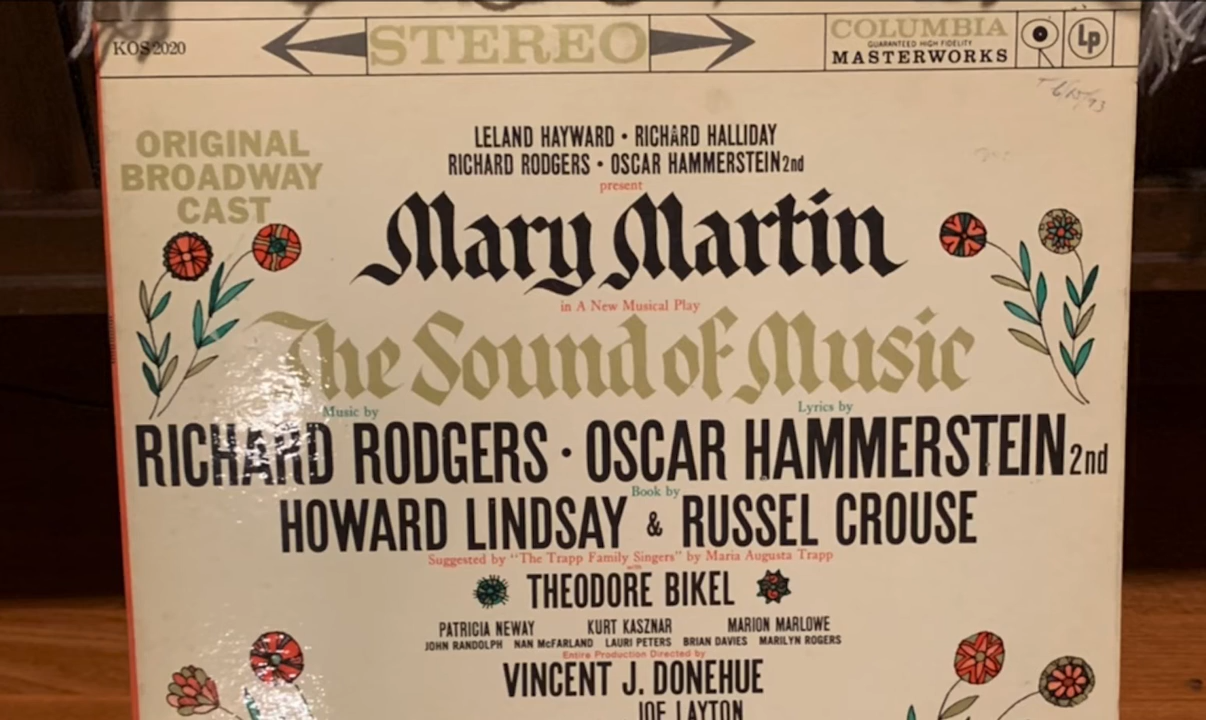 KOS 2020
STEREO
COLUMBIA
GUARANTEED HIGH FIDELITY
MASTERWORKS
Lp
ORIGINAL
BROADWAY
CAST
LELAND HAYWARD • RICHARD HALLIDAY
RICHARD RODGERS • OSCAR HAMMERSTEIN 2nd
present
Mary Martin
in A New Musical Play
The Sound of Music
Music by Lyrics by
RICHARD RODGERS • OSCAR HAMMERSTEIN 2nd
Book by
HOWARD LINDSAY & RUSSEL CROUSE
Suggested by "The Trapp Family Singers" by Maria Augusta Trapp
with
THEODORE BIKEL
PATRICIA NEWAY KURT KASZNAR MARION MARLOWE
JOHN RANDOLPH NAN McFARLAND LAURI PETERS BRIAN DAVIES MARILYN ROGERS
Entire Production Directed by
VINCENT J. DONEHUE
JOE LAYTON